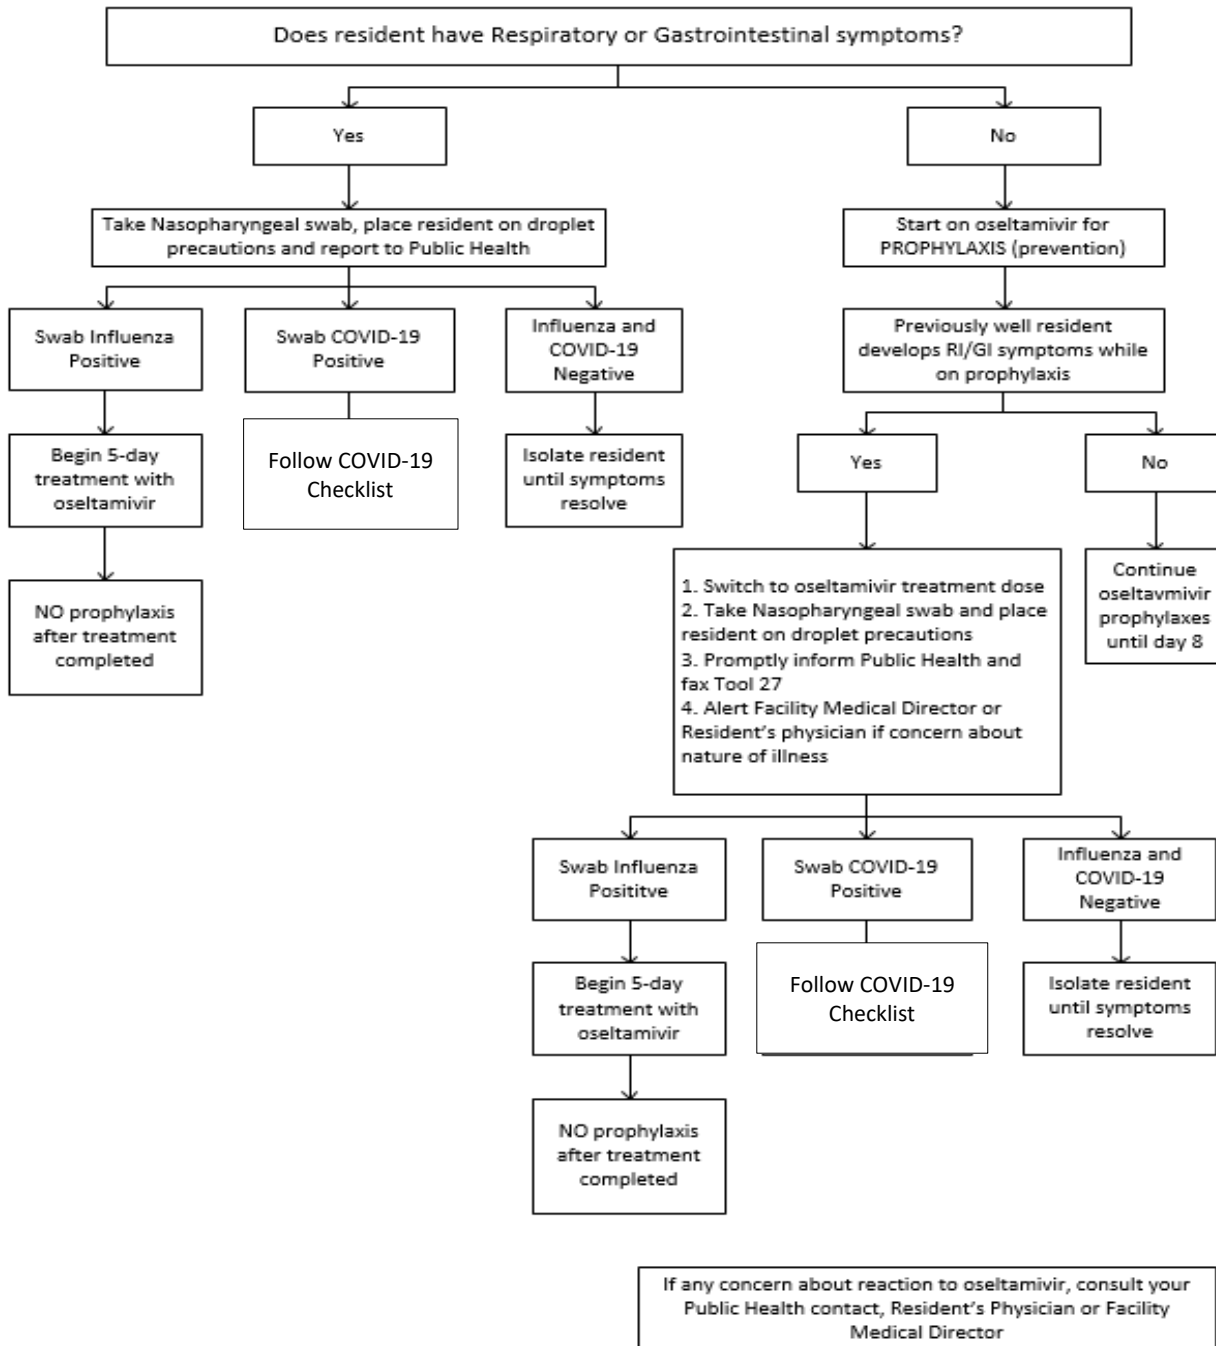 Does resident have Respiratory or Gastrointestinal symptoms?
Yes
No
Take Nasopharyngeal swab, place resident on droplet
precautions and report to Public Health
Start on oseltamivir for
PROPHYLAXIS (prevention)
Swab Influenza
Positive
Swab COVID-19
Positive
Influenza and
COVID-19
Negative
Previously well resident
develops RI/GI symptoms while
on prophylaxis
Begin 5-day
treatment with
oseltamivir
Follow COVID-19
Checklist
Isolate resident
until symptoms
resolve
Yes
No
NO prophylaxis
after treatment
completed
1. Switch to oseltamivir treatment dose
2. Take Nasopharyngeal swab and place
resident on droplet precautions
3. Promptly inform Public Health and
fax Tool 27
4. Alert Facility Medical Director or
Resident’s physician if concern about
nature of illness
Continue
oseltavmivir
prophylaxes
until day 8
Swab Influenza
Posititve
Swab COVID-19
Positive
Influenza and
COVID-19
Negative
Begin 5-day
treatment with
oseltamivir
Follow COVID-19
Checklist
Isolate resident
until symptoms
resolve
NO prophylaxis
after treatment
completed
If any concern about reaction to oseltamivir, consult your
Public Health contact, Resident’s Physician or Facility
Medical Director